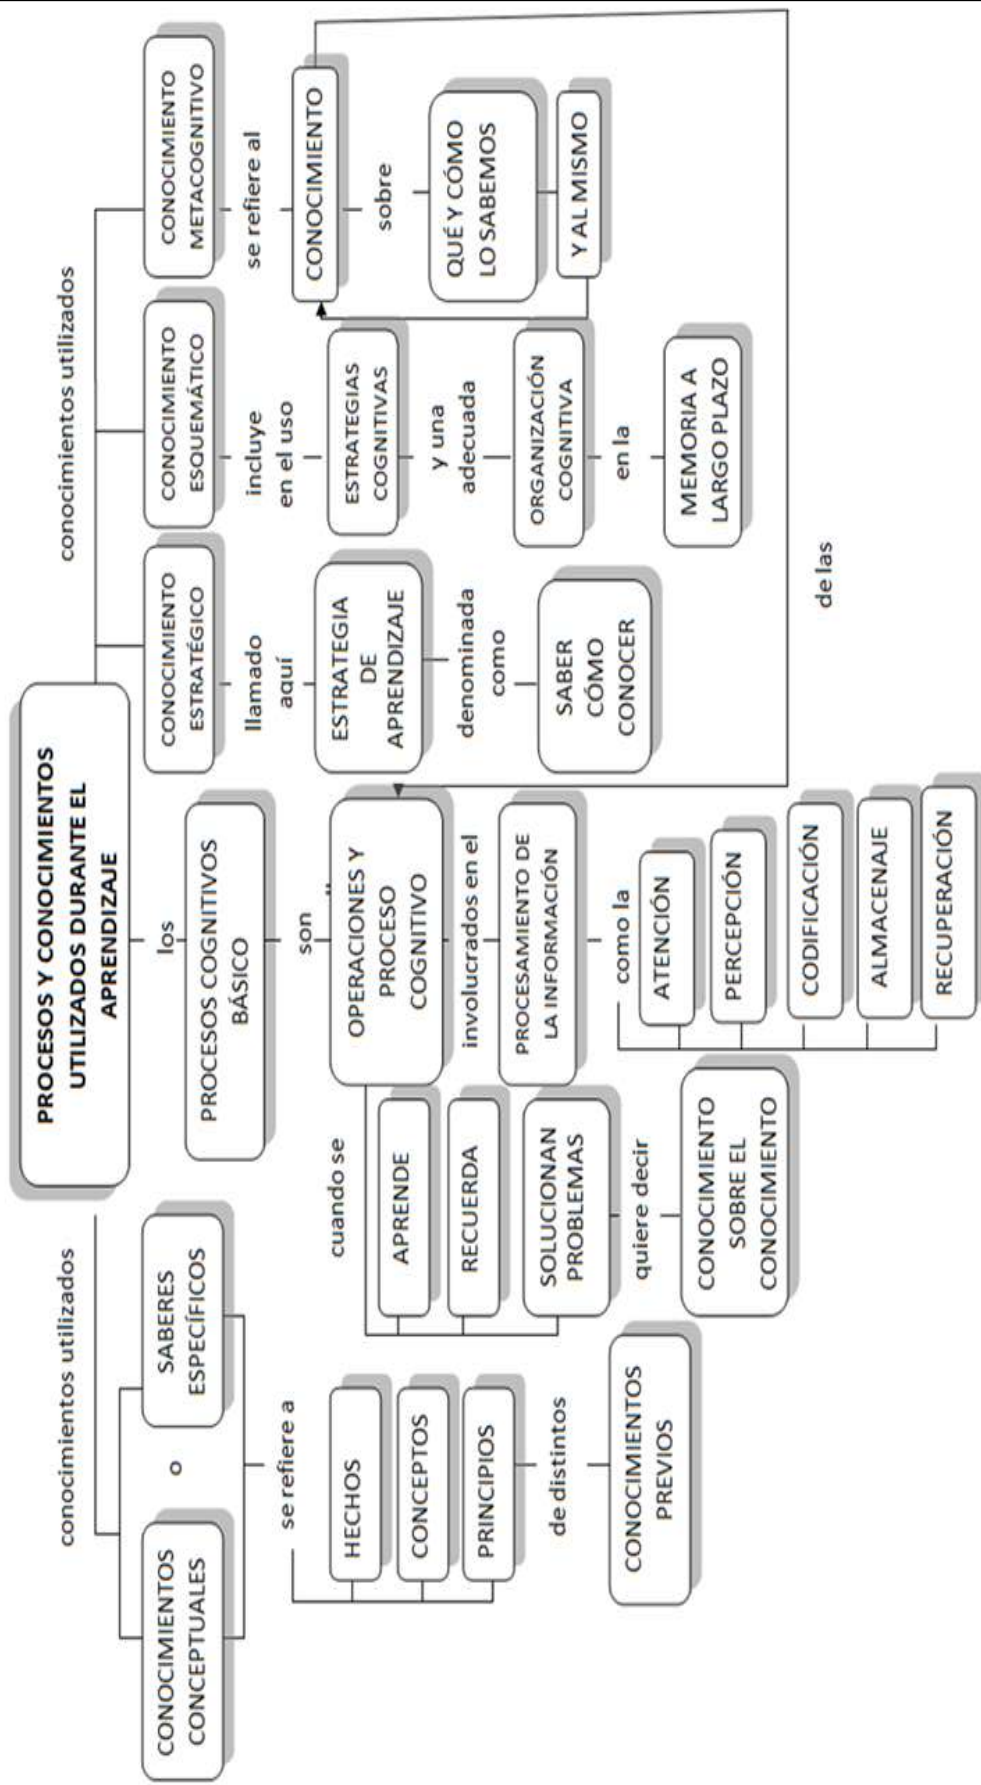 PROCESOS Y CONOCIMIENTOS
UTILIZADOS DURANTE EL
APRENDIZAJE
conocimientos utilizados
CONOCIMIENTOS
CONCEPTUALES
o
SABERES
ESPECÍFICOS
se refiere a
HECHOS
CONCEPTOS
PRINCIPIOS
de distintos
CONOCIMIENTOS
PREVIOS
los
PROCESOS COGNITIVOS
BÁSICO
son
OPERACIONES Y
PROCESO
COGNITIVO
cuando se
APRENDE
RECUERDA
SOLUCIONAN
PROBLEMAS
quiere decir
CONOCIMIENTO
SOBRE EL
CONOCIMIENTO
involucrados en el
PROCESAMIENTO DE
LA INFORMACIÓN
como la
ATENCIÓN
PERCEPCIÓN
CODIFICACIÓN
ALMACENAJE
RECUPERACIÓN
conocimientos utilizados
CONOCIMIENTO
ESTRATÉGICO
llamado
aquí
ESTRATEGIA
DE
APRENDIZAJE
denominada
como
SABER
CÓMO
CONOCER
CONOCIMIENTO
ESQUEMÁTICO
incluye
en el uso
ESTRATEGIAS
COGNITIVAS
y una
adecuada
ORGANIZACIÓN
COGNITIVA
en la
MEMORIA A
LARGO PLAZO
CONOCIMIENTO
METACOGNITIVO
se refiere al
CONOCIMIENTO
sobre
QUÉ Y CÓMO
LO SABEMOS
Y AL MISMO
de las